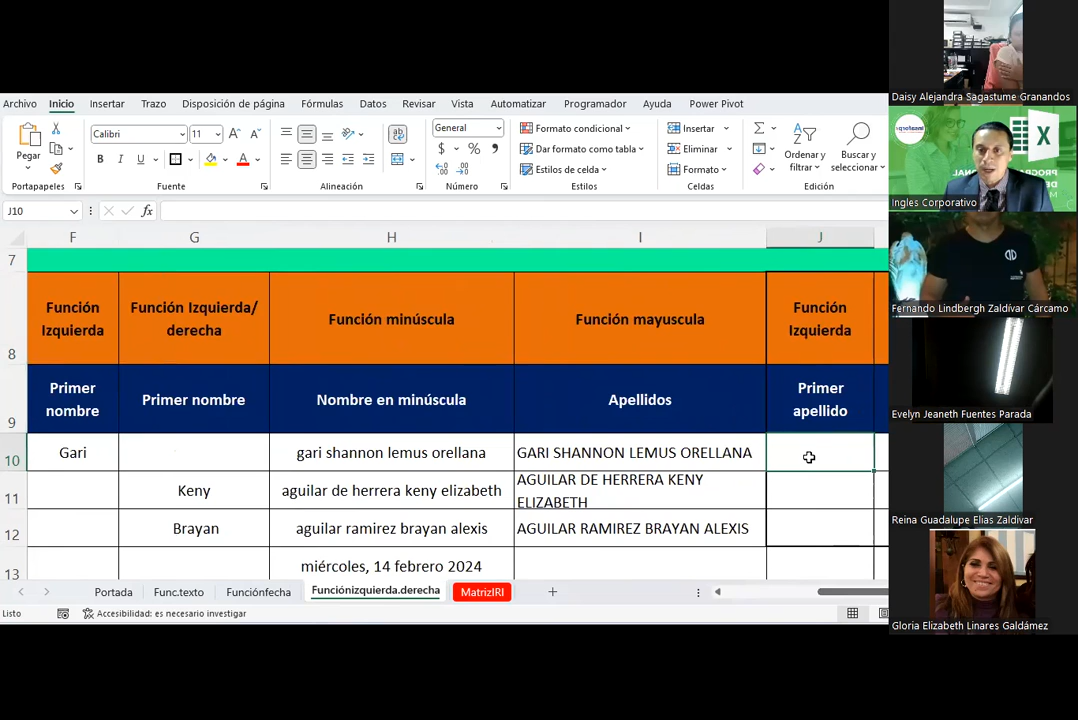 Archivo Inicio Insertar Trazo Disposición de página Fórmulas Datos Revisar Vista Automatizar Programador Ayuda Power Pivot
Pegar
Calibri 11
N K S
General
$ %
Formato condicional
Dar formato como tabla
Estilos de celda
Insertar
Eliminar
Formato
Ordenar y filtrar
Buscar y seleccionar
Portapapeles Fuente Alineación Número Estilos Celdas Edición
J10
fx
F G H I J
7
8
Función Izquierda
Función Izquierda/ derecha
Función minúscula
Función mayuscula
Función Izquierda
9
Primer nombre
Primer nombre
Nombre en minúscula
Apellidos
Primer apellido
10 Gari gari shannon lemus orellana GARI SHANNON LEMUS ORELLANA
11 Keny aguilar de herrera keny elizabeth AGUILAR DE HERRERA KENY ELIZABETH
12 Brayan aguilar ramirez brayan alexis AGUILAR RAMIREZ BRAYAN ALEXIS
13 miércoles, 14 febrero 2024
Portada Func.texto Funciónfecha Funciónizquierda.derecha MatrizIRI
Listo Accesibilidad: es necesario investigar
Daisy Alejandra Sagastume Granandos
Ingles Corporativo
Fernando Lindbergh Zaldívar Cárcamo
Evelyn Jeaneth Fuentes Parada
Reina Guadalupe Elias Zaldivar
Gloria Elizabeth Linares Galdámez